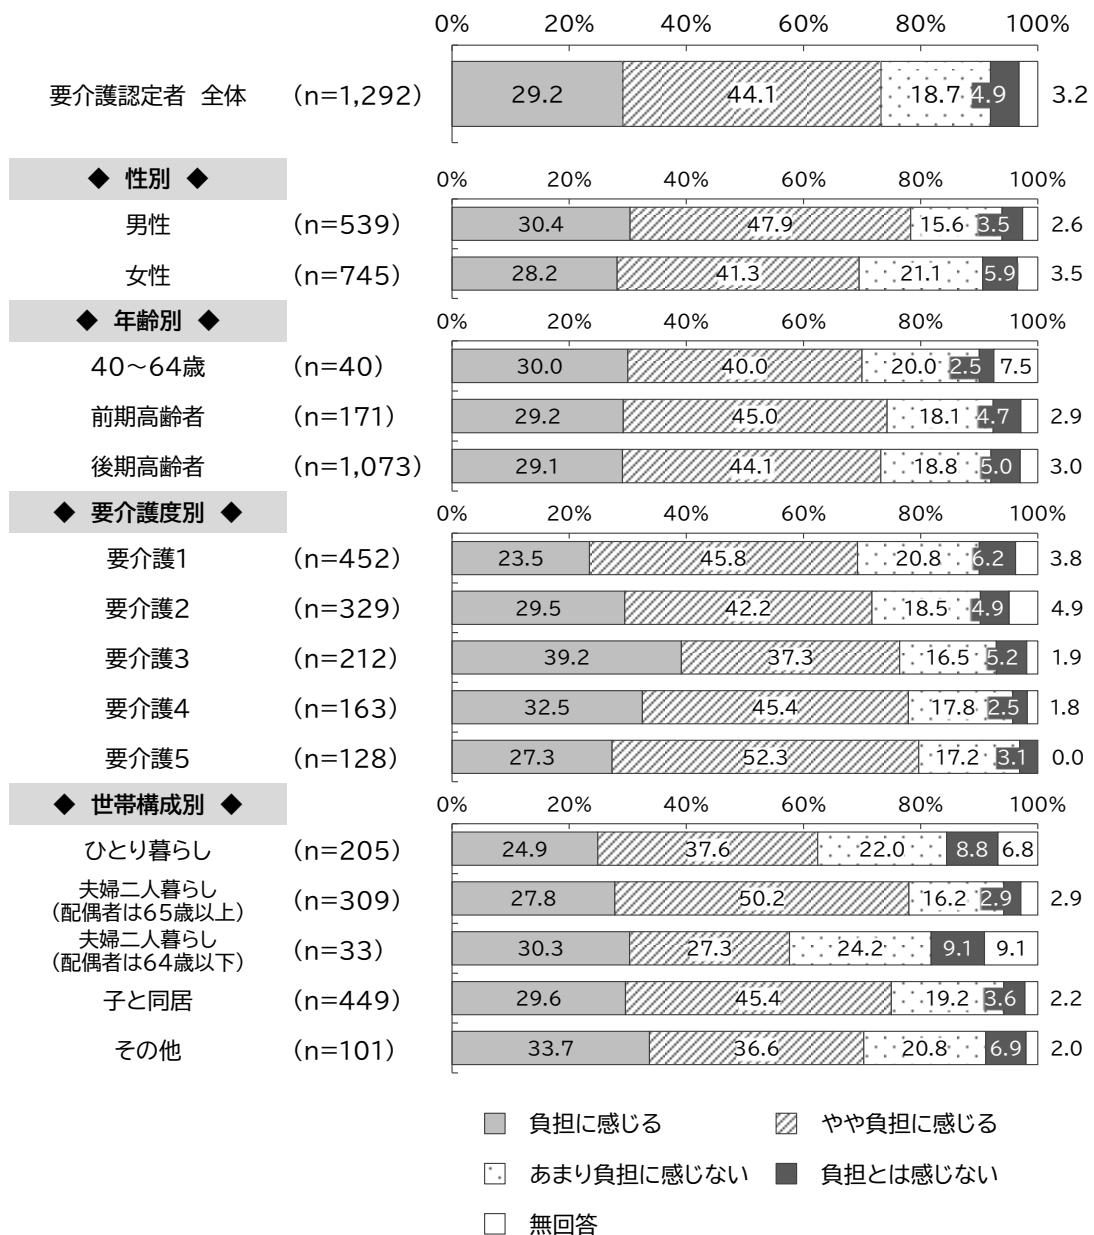 0% 20% 40% 60% 80% 100%
要介護認定者 全体 (n=1,292) 29.2 44.1 18.7 4.9 3.2
◆ 性別 ◆ 0% 20% 40% 60% 80% 100%
男性 (n=539) 30.4 47.9 15.6 3.5 2.6
女性 (n=745) 28.2 41.3 21.1 5.9 3.5
◆ 年齢別 ◆ 0% 20% 40% 60% 80% 100%
40～64歳 (n=40) 30.0 40.0 20.0 2.5 7.5
前期高齢者 (n=171) 29.2 45.0 18.1 4.7 2.9
後期高齢者 (n=1,073) 29.1 44.1 18.8 5.0 3.0
◆ 要介護度別 ◆ 0% 20% 40% 60% 80% 100%
要介護1 (n=452) 23.5 45.8 20.8 6.2 3.8
要介護2 (n=329) 29.5 42.2 18.5 4.9 4.9
要介護3 (n=212) 39.2 37.3 16.5 5.2 1.9
要介護4 (n=163) 32.5 45.4 17.8 2.5 1.8
要介護5 (n=128) 27.3 52.3 17.2 3.1 0.0
◆ 世帯構成別 ◆ 0% 20% 40% 60% 80% 100%
ひとり暮らし (n=205) 24.9 37.6 22.0 8.8 6.8
夫婦二人暮らし
(配偶者は65歳以上) (n=309) 27.8 50.2 16.2 2.9 2.9
夫婦二人暮らし
(配偶者は64歳以下) (n=33) 30.3 27.3 24.2 9.1 9.1
子と同居 (n=449) 29.6 45.4 19.2 3.6 2.2
その他 (n=101) 33.7 36.6 20.8 6.9 2.0
負担に感じる やや負担に感じる
あまり負担に感じない 負担とは感じない
無回答